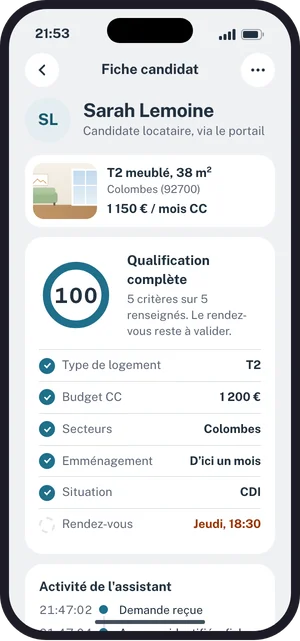 21:53
Fiche candidat
SL
Sarah Lemoine
Candidate locataire, via le portail
T2 meublé, 38 m²
Colombes (92700)
1 150 € / mois CC
100
Qualification
complète
5 critères sur 5
renseignés. Le rendez-
vous reste à valider.
Type de logement T2
Budget CC 1 200 €
Secteurs Colombes
Emménagement D'ici un mois
Situation CDI
Rendez-vous Jeudi, 18:30
Activité de l'assistant
21:47:02 Demande reçue